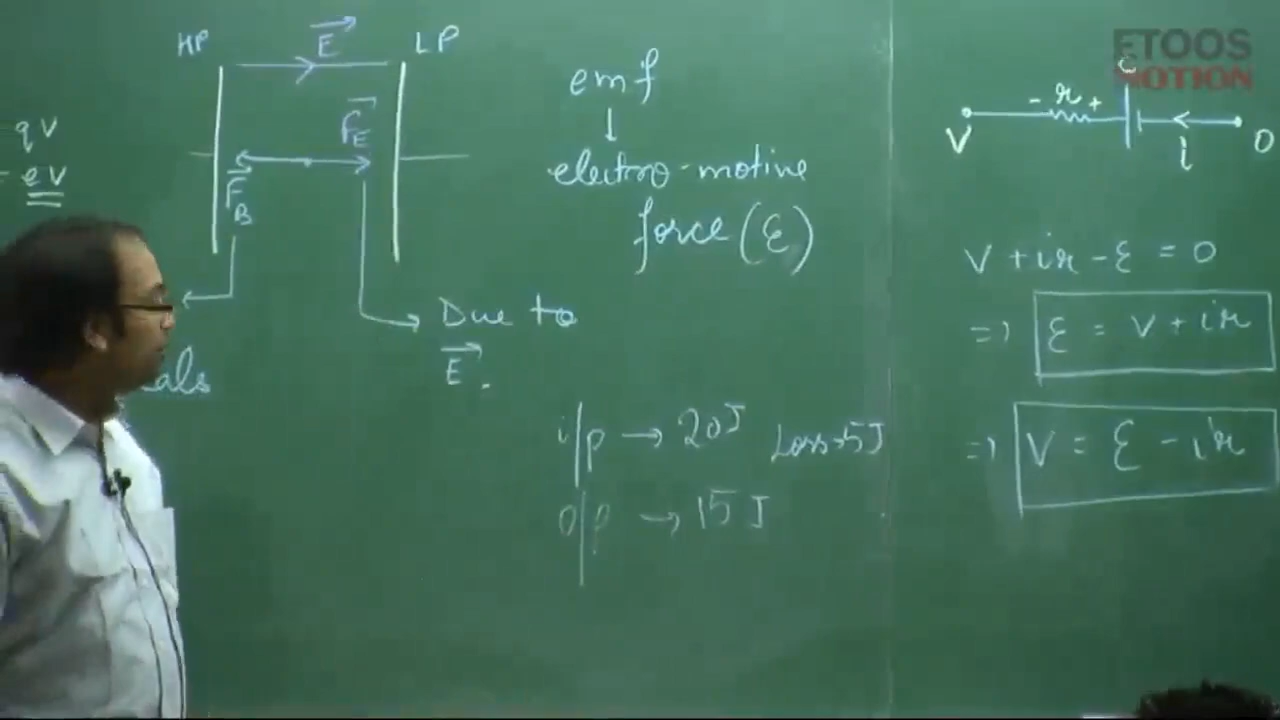 HP
E
LP
F_E
F_B
qV
= eV
Due to
E.
als
emf
↓
electro-motive
force (ε)
i/p → 20J Loss→5J
o/p → 15J
ETOOS
MOTION
- r +
V
i
0
V + ir - ε = 0
=> ε = V + ir
=> V = ε - ir